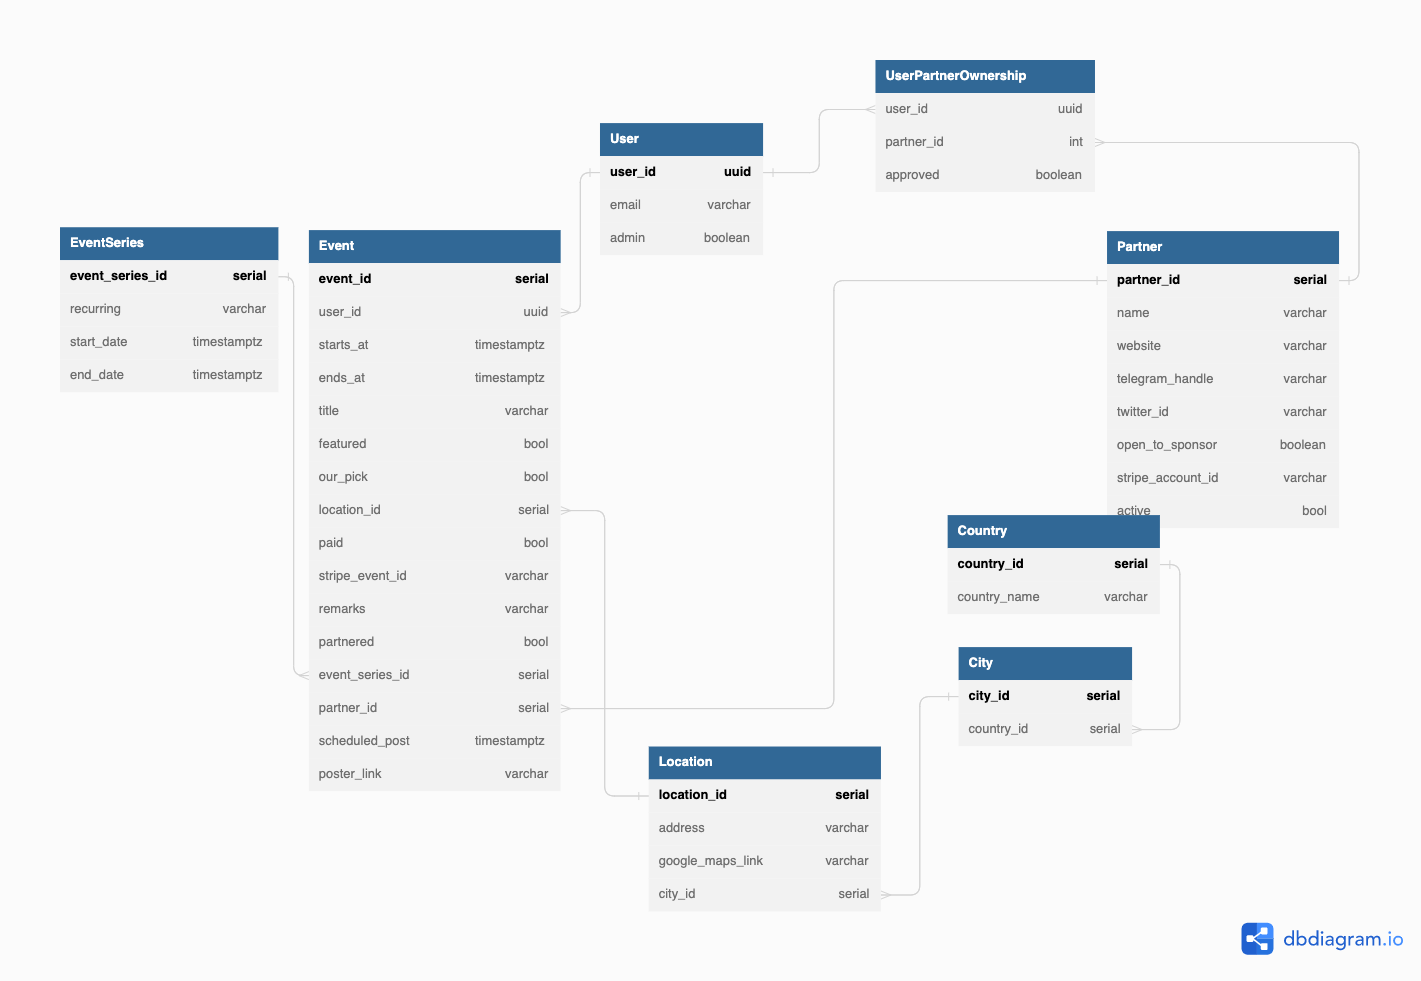 UserPartnerOwnership
user_id uuid
partner_id int
approved boolean
User
user_id uuid
email varchar
admin boolean
EventSeries
event_series_id serial
recurring varchar
start_date timestamptz
end_date timestamptz
Event
event_id serial
user_id uuid
starts_at timestamptz
ends_at timestamptz
title varchar
featured bool
our_pick bool
location_id serial
paid bool
stripe_event_id varchar
remarks varchar
partnered bool
event_series_id serial
partner_id serial
scheduled_post timestamptz
poster_link varchar
Partner
partner_id serial
name varchar
website varchar
telegram_handle varchar
twitter_id varchar
open_to_sponsor boolean
stripe_account_id varchar
active bool
Country
country_id serial
country_name varchar
City
city_id serial
country_id serial
Location
location_id serial
address varchar
google_maps_link varchar
city_id serial
dbdiagram.io